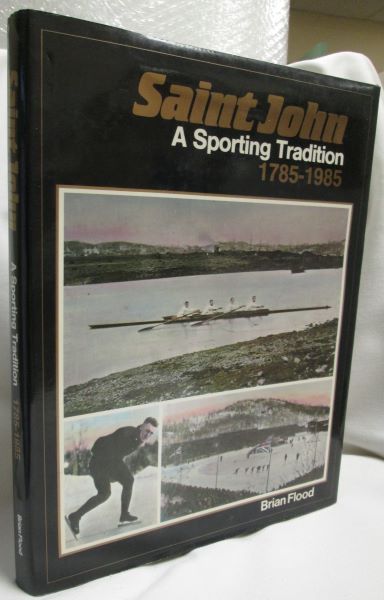 Saint John
A Sporting Tradition
1785-1985
Brian Flood
Saint John A Sporting Tradition 1785-1985 Brian Flood